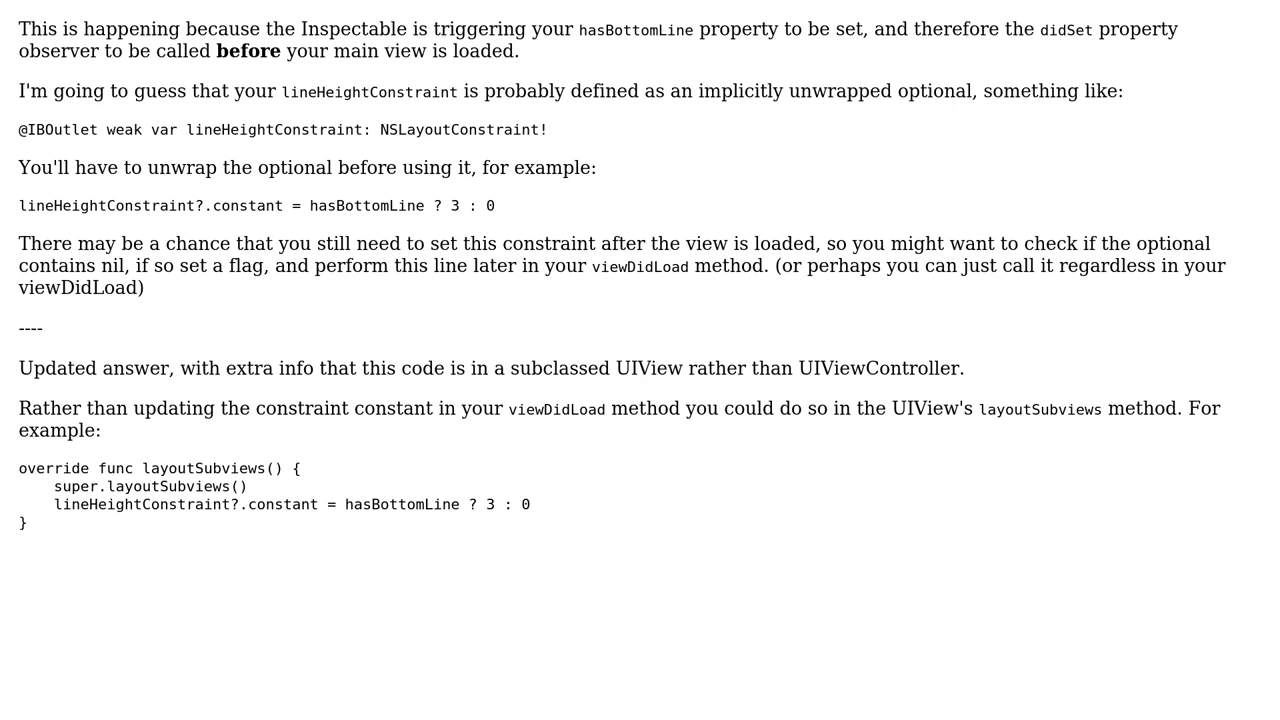 This is happening because the Inspectable is triggering your hasBottomLine property to be set, and therefore the didSet property
observer to be called before your main view is loaded.
I'm going to guess that your lineHeightConstraint is probably defined as an implicitly unwrapped optional, something like:
@IBOutlet weak var lineHeightConstraint: NSLayoutConstraint!
You'll have to unwrap the optional before using it, for example:
lineHeightConstraint?.constant = hasBottomLine ? 3 : 0
There may be a chance that you still need to set this constraint after the view is loaded, so you might want to check if the optional
contains nil, if so set a flag, and perform this line later in your viewDidLoad method. (or perhaps you can just call it regardless in your
viewDidLoad)
----
Updated answer, with extra info that this code is in a subclassed UIView rather than UIViewController.
Rather than updating the constraint constant in your viewDidLoad method you could do so in the UIView's layoutSubviews method. For
example:
override func layoutSubviews() {
    super.layoutSubviews()
    lineHeightConstraint?.constant = hasBottomLine ? 3 : 0
}